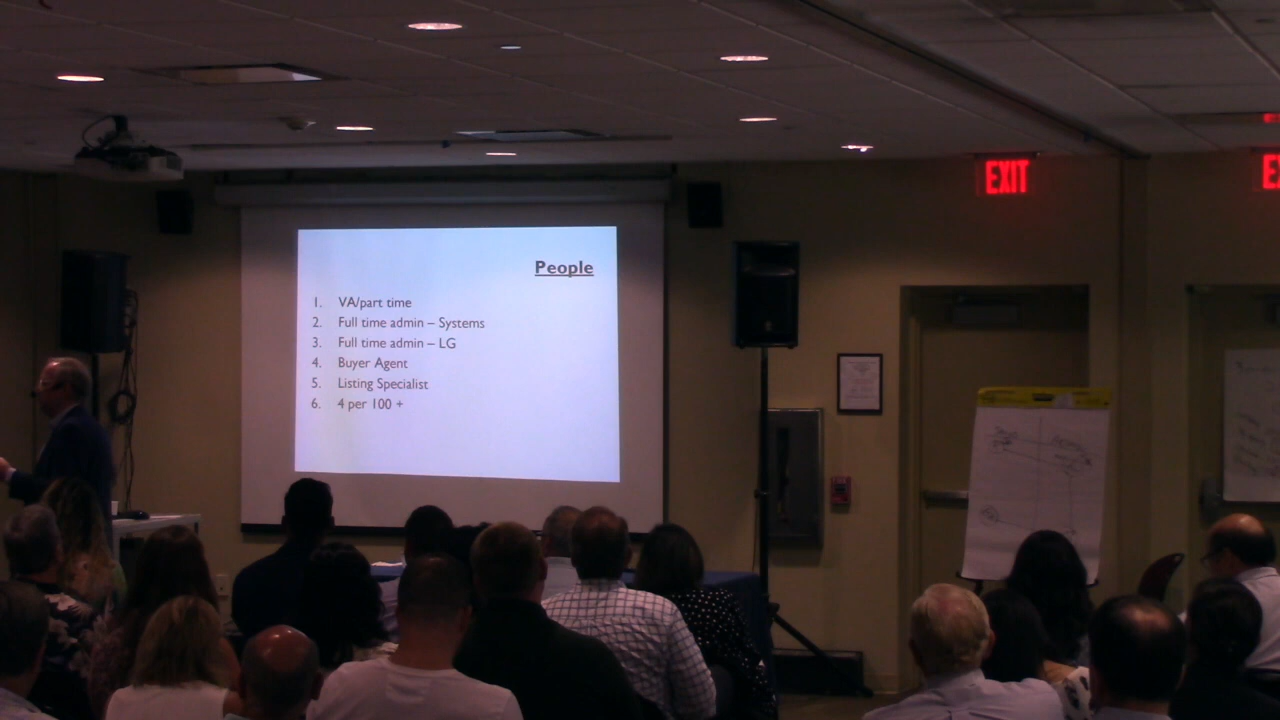 EXIT
People
1. VA/part time
2. Full time admin – Systems
3. Full time admin – LG
4. Buyer Agent
5. Listing Specialist
6. 4 per 100 +